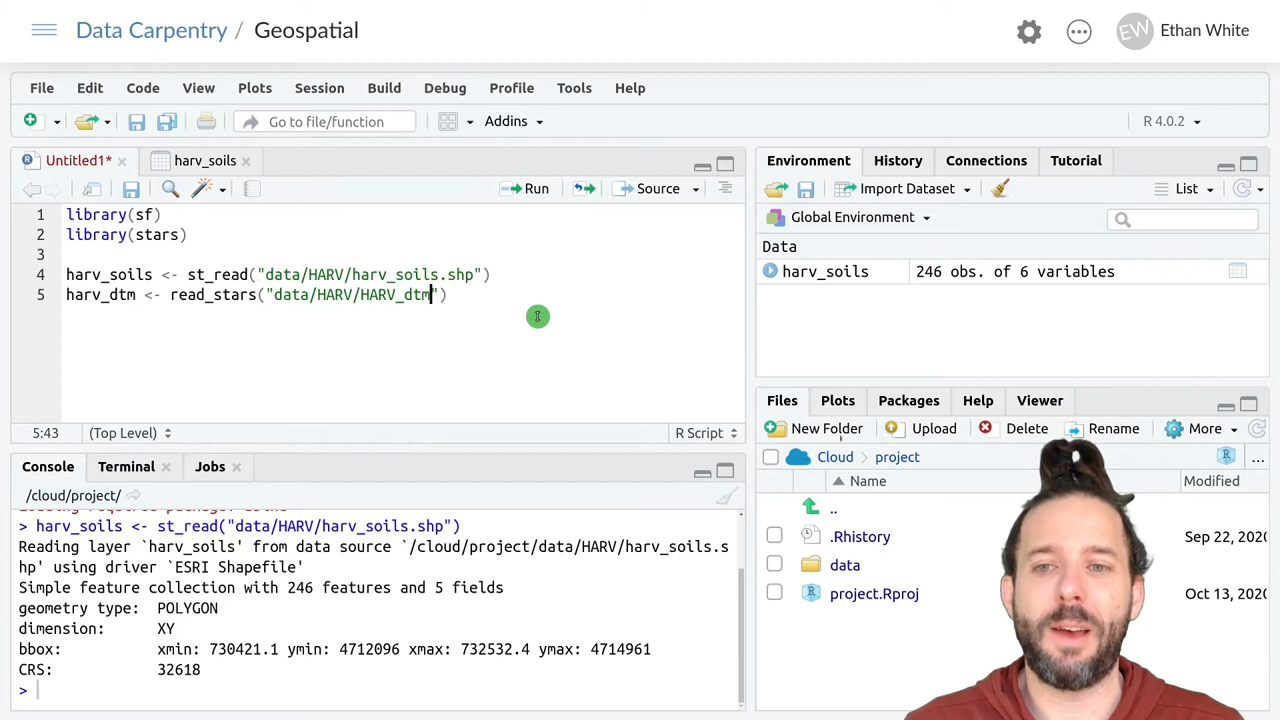 Data Carpentry / Geospatial
EW Ethan White
File Edit Code View Plots Session Build Debug Profile Tools Help
Go to file/function Addins R 4.0.2
Untitled1* harv_soils
Run Source
1 library(sf)
2 library(stars)
3
4 harv_soils <- st_read("data/HARV/harv_soils.shp")
5 harv_dtm <- read_stars("data/HARV/HARV_dtm")
5:43 (Top Level) R Script
Console Terminal Jobs
/cloud/project/
> harv_soils <- st_read("data/HARV/harv_soils.shp")
Reading layer `harv_soils' from data source `/cloud/project/data/HARV/harv_soils.s
hp' using driver `ESRI Shapefile'
Simple feature collection with 246 features and 5 fields
geometry type: POLYGON
dimension: XY
bbox: xmin: 730421.1 ymin: 4712096 xmax: 732532.4 ymax: 4714961
CRS: 32618
>
Environment History Connections Tutorial
Import Dataset List
Global Environment
Data
harv_soils 246 obs. of 6 variables
Files Plots Packages Help Viewer
New Folder Upload Delete Rename More
Cloud project ...
Name Modified
..
.Rhistory Sep 22, 2020
data
project.Rproj Oct 13, 2020